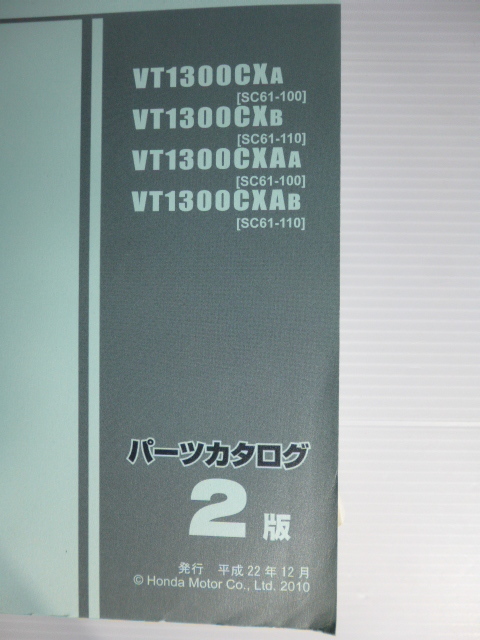 VT1300CXA
[SC61-100]
VT1300CXB
[SC61-110]
VT1300CXAA
[SC61-100]
VT1300CXAB
[SC61-110]
パーツカタログ
2版
発行 平成22年12月
© Honda Motor Co., Ltd. 2010